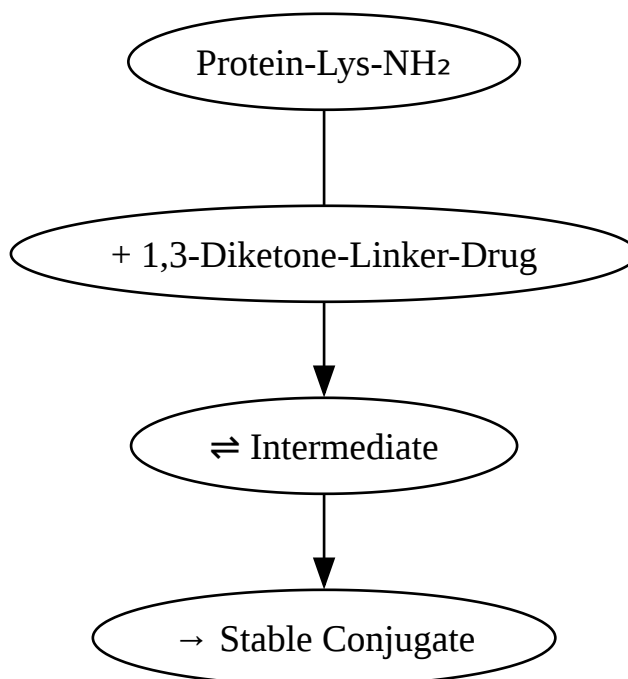 Protein-Lys-NH₂
+ 1,3-Diketone-Linker-Drug
⇌ Intermediate
→ Stable Conjugate